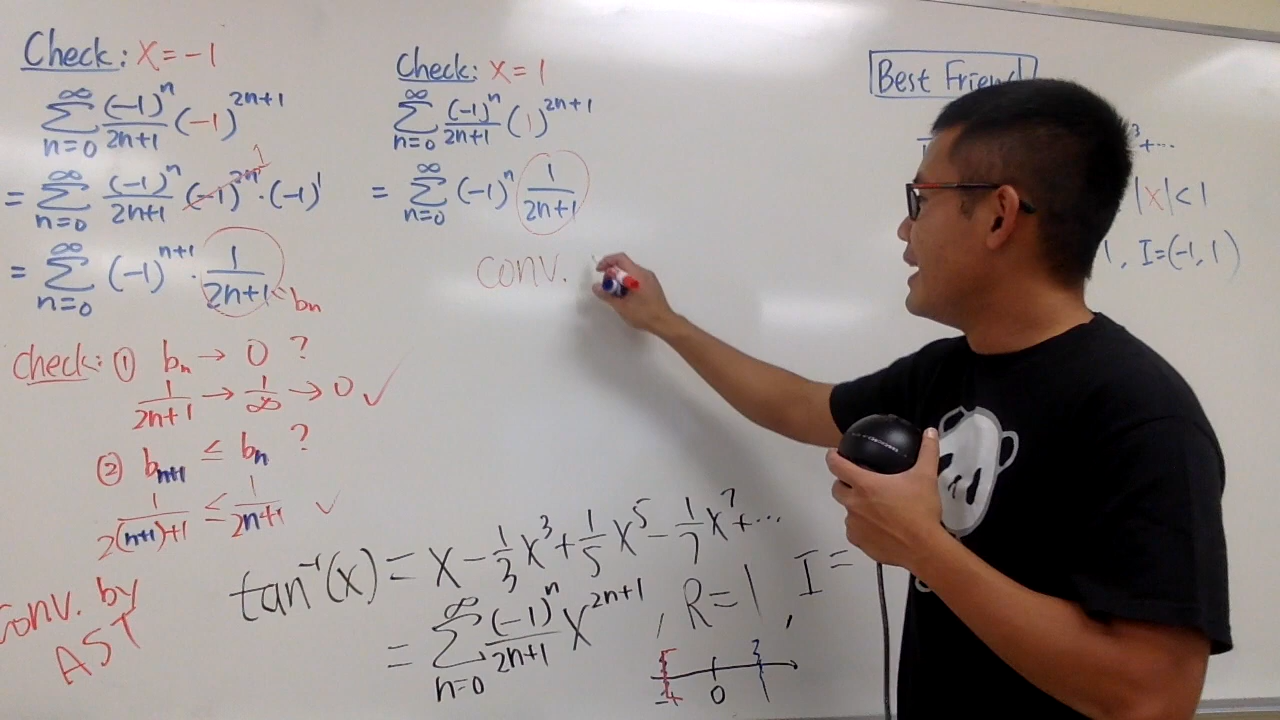 Check: x = -1
∞
∑ (-1)^n/(2n+1) (-1)^(2n+1)
n=0
∞
= ∑ (-1)^n/(2n+1) (-1)^(2n) · (-1)^1
1
n=0
∞
= ∑ (-1)^(n+1) · 1/(2n+1) ← bn
n=0
Check: ① bn → 0 ?
1/(2n+1) → 1/∞ → 0 ✓
② bn+1 ≤ bn ?
1/(2(n+1)+1) ≤ 1/(2n+1) ✓
Conv. by
AST
Check: x = 1
∞
∑ (-1)^n/(2n+1) (1)^(2n+1)
n=0
∞
= ∑ (-1)^n 1/(2n+1)
n=0
Conv.
Best Friend
³+...
|x|<1
1, I=(-1, 1)
tan⁻¹(x) = x - 1/3 x³ + 1/5 x⁵ - 1/7 x⁷ + ...
∞
= ∑ (-1)^n/(2n+1) x^(2n+1), R=1, I=
n=0
0